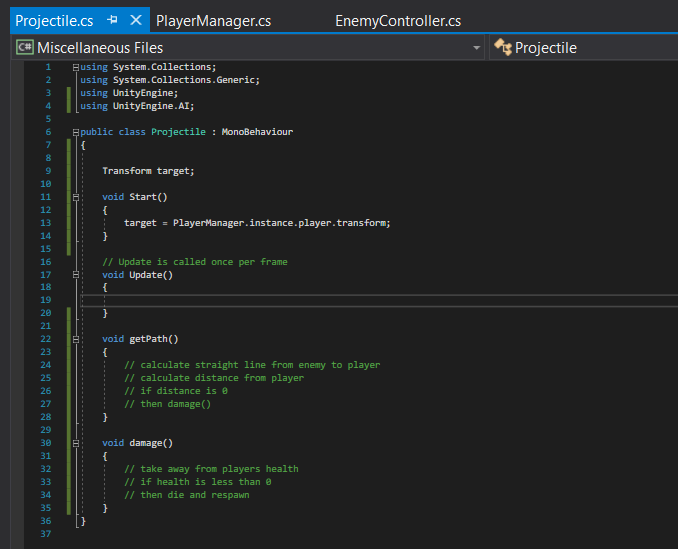 Projectile.cs PlayerManager.cs EnemyController.cs
C# Miscellaneous Files Projectile
1 using System.Collections;
2 using System.Collections.Generic;
3 using UnityEngine;
4 using UnityEngine.AI;
5
6 public class Projectile : MonoBehaviour
7 {
8
9 Transform target;
10
11 void Start()
12 {
13 target = PlayerManager.instance.player.transform;
14 }
15
16 // Update is called once per frame
17 void Update()
18 {
19
20 }
21
22 void getPath()
23 {
24 // calculate straight line from enemy to player
25 // calculate distance from player
26 // if distance is 0
27 // then damage()
28 }
29
30 void damage()
31 {
32 // take away from players health
33 // if health is less than 0
34 // then die and respawn
35 }
36 }
37